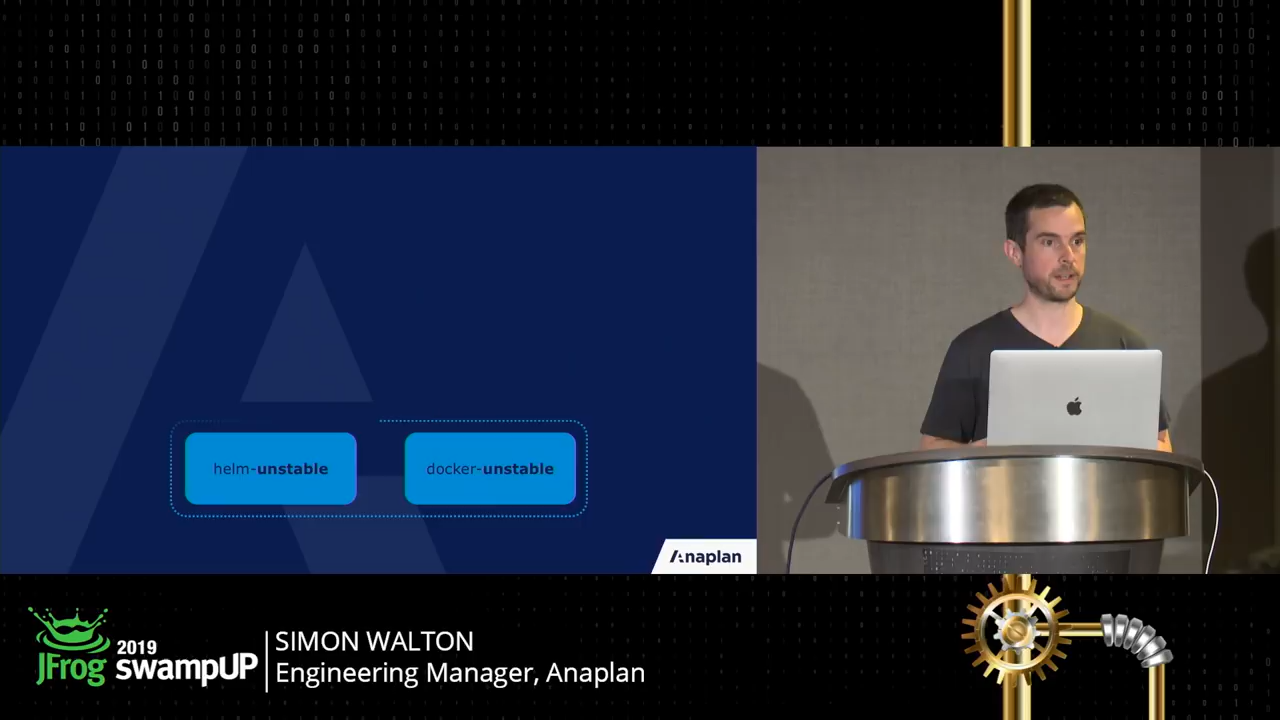 helm-unstable
docker-unstable
Anaplan
JFrog
2019
swampUP
SIMON WALTON
Engineering Manager, Anaplan